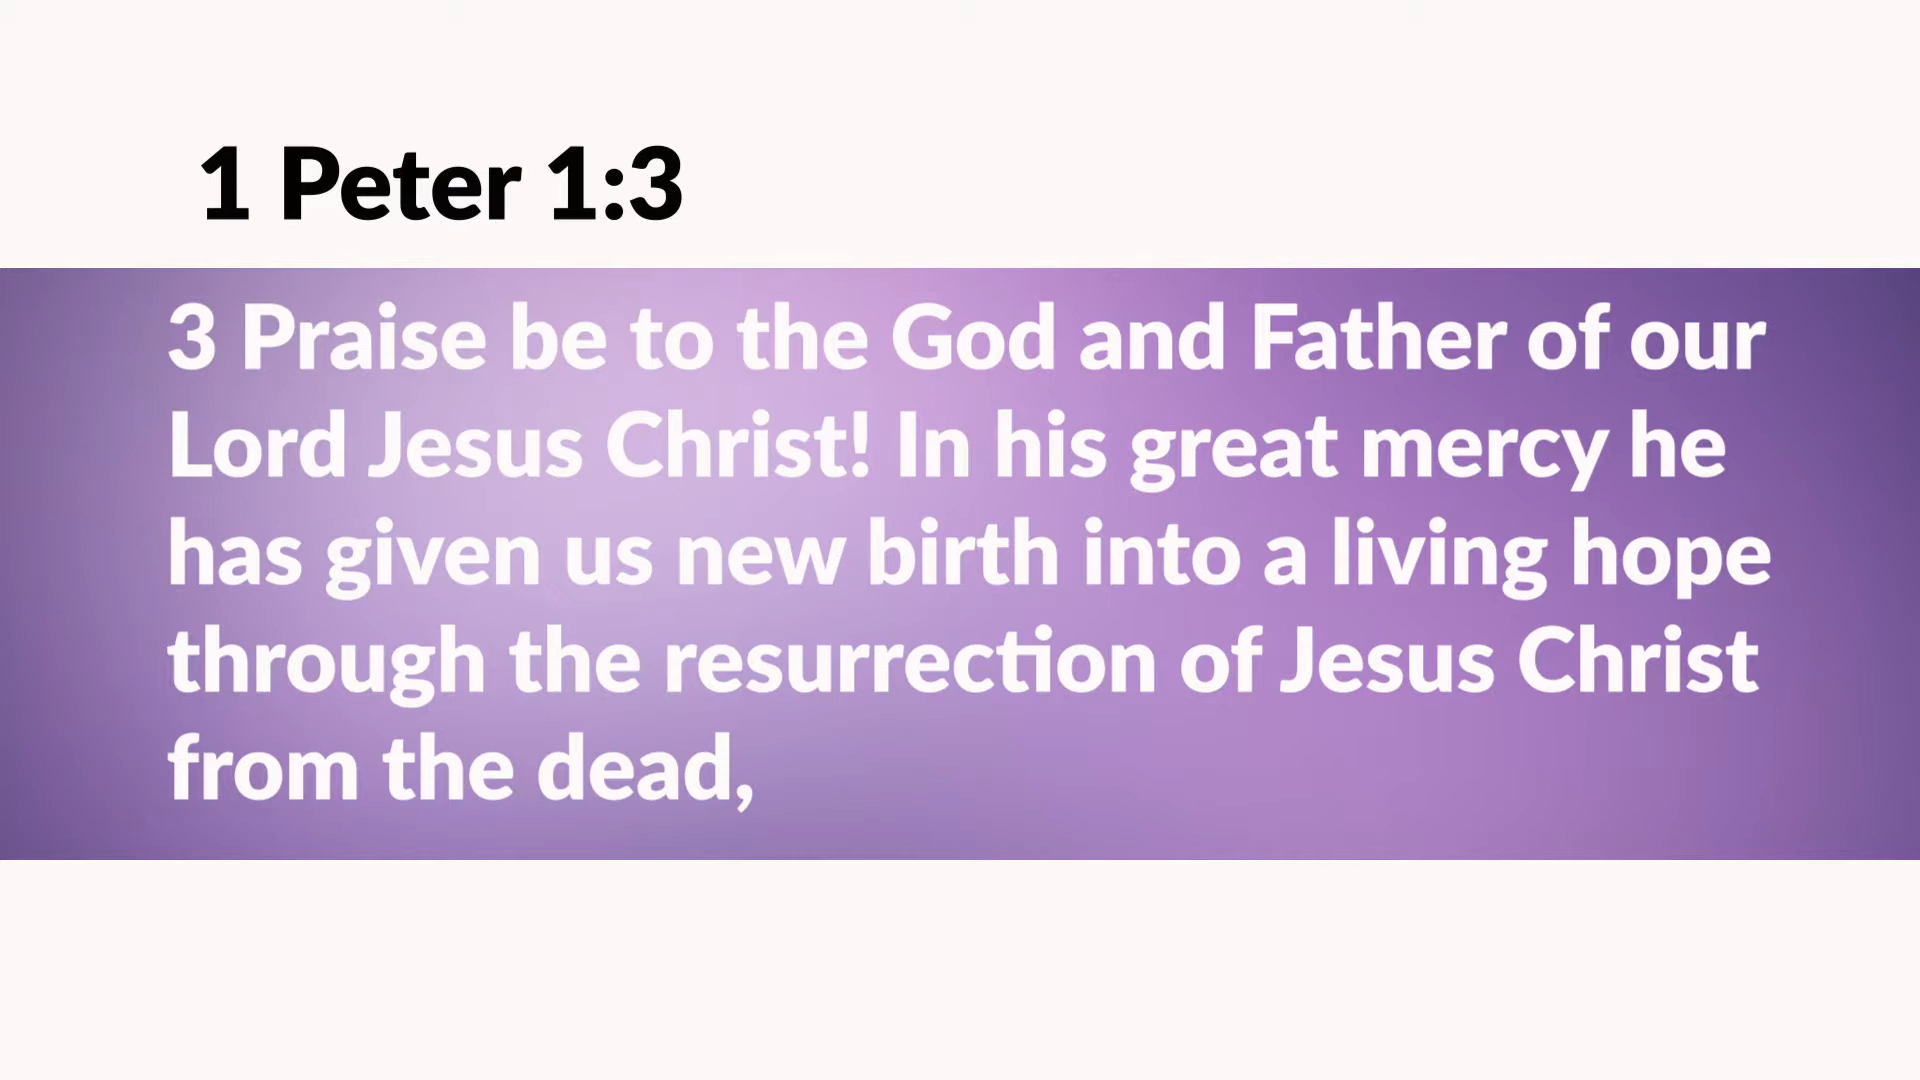 1 Peter 1:3
3 Praise be to the God and Father of our
Lord Jesus Christ! In his great mercy he
has given us new birth into a living hope
through the resurrection of Jesus Christ
from the dead,